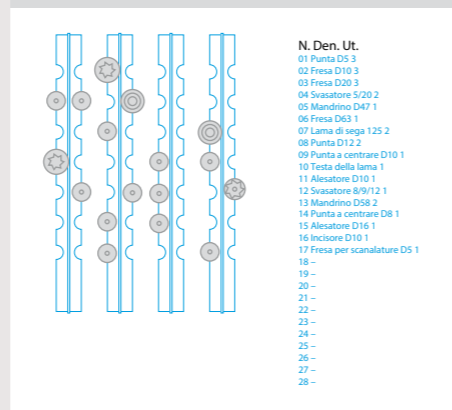 N. Den. Ut.
01 Punta D5 3
02 Fresa D10 3
03 Fresa D20 3
04 Svasatore 5/20 2
05 Mandrino D47 1
06 Fresa D63 1
07 Lama di sega 125 2
08 Punta D12 2
09 Punta a centrare D10 1
10 Testa della lama 1
11 Alesatore D10 1
12 Svasatore 8/9/12 1
13 Mandrino D58 2
14 Punta a centrare D8 1
15 Alesatore D16 1
16 Incisore D10 1
17 Fresa per scanalature D5 1
18 –
19 –
20 –
21 –
22 –
23 –
24 –
25 –
26 –
27 –
28 –